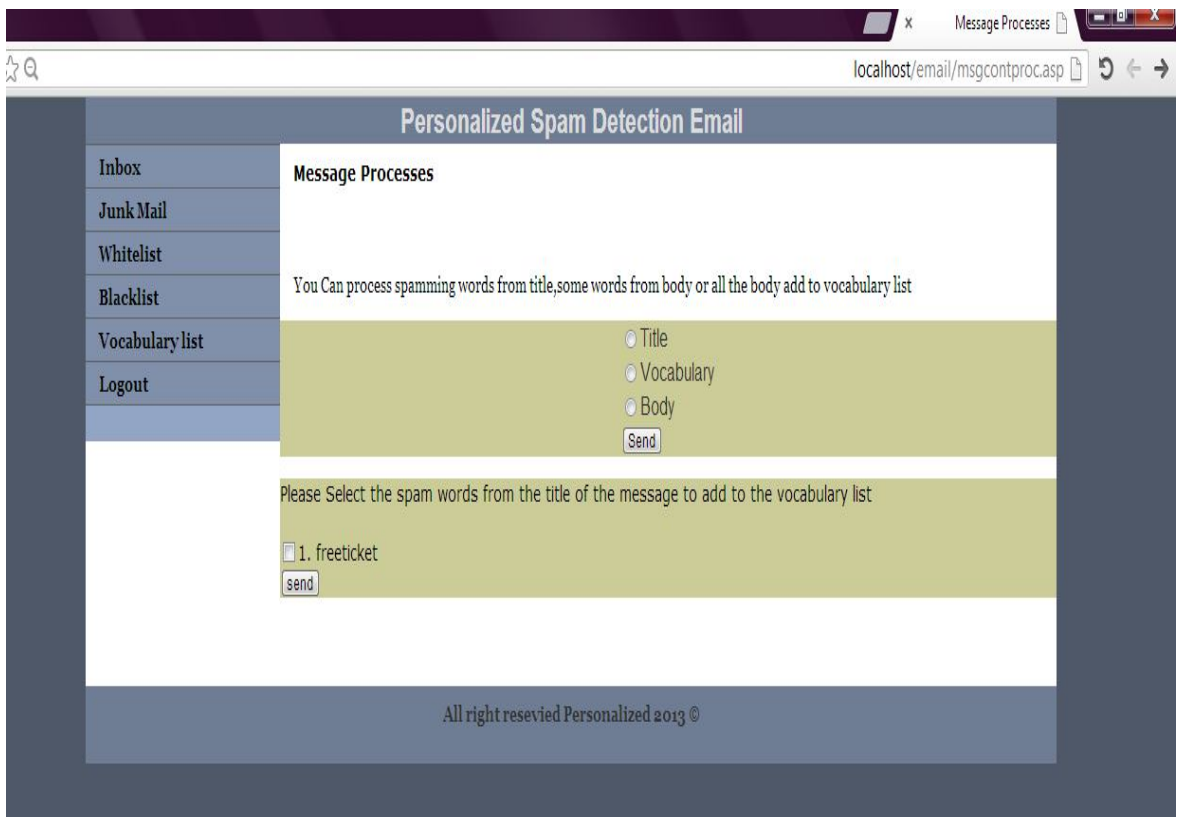 Message Processes
localhost/email/msgcontproc.asp
Personalized Spam Detection Email
Inbox
Junk Mail
Whitelist
Blacklist
Vocabulary list
Logout
Message Processes
You Can process spamming words from title,some words from body or all the body add to vocabulary list
Title
Vocabulary
Body
Send
Please Select the spam words from the title of the message to add to the vocabulary list
1. freeticket
send
All right resevied Personalized 2013 ©